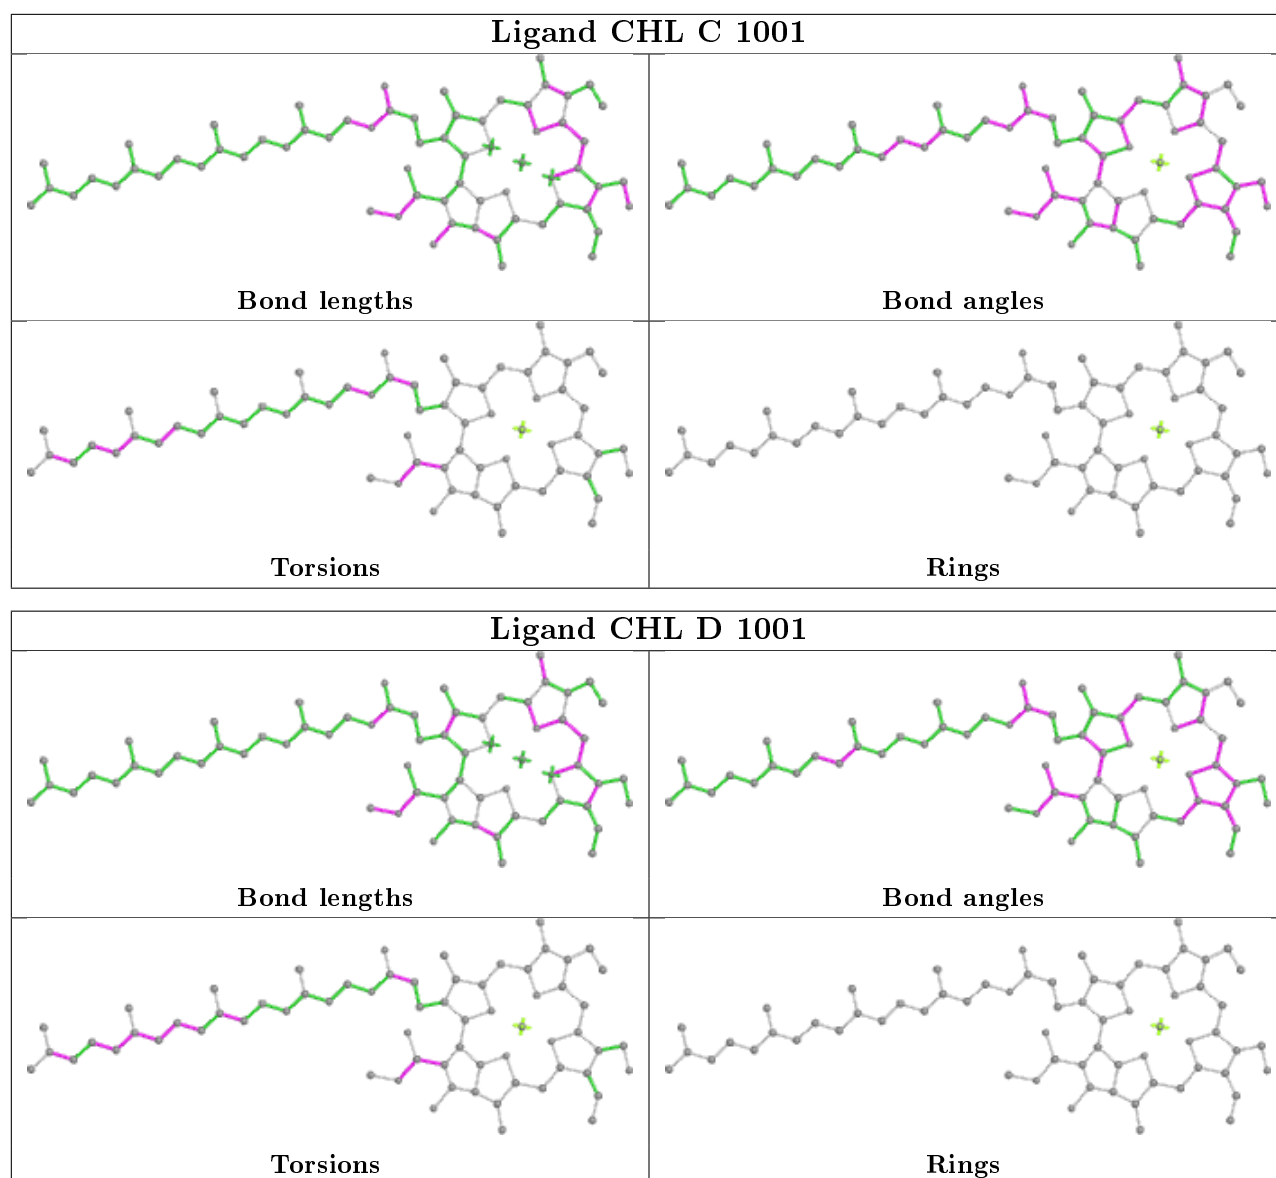 Ligand CHL C 1001
Bond lengths
Bond angles
Torsions
Rings
Ligand CHL D 1001
Bond lengths
Bond angles
Torsions
Rings